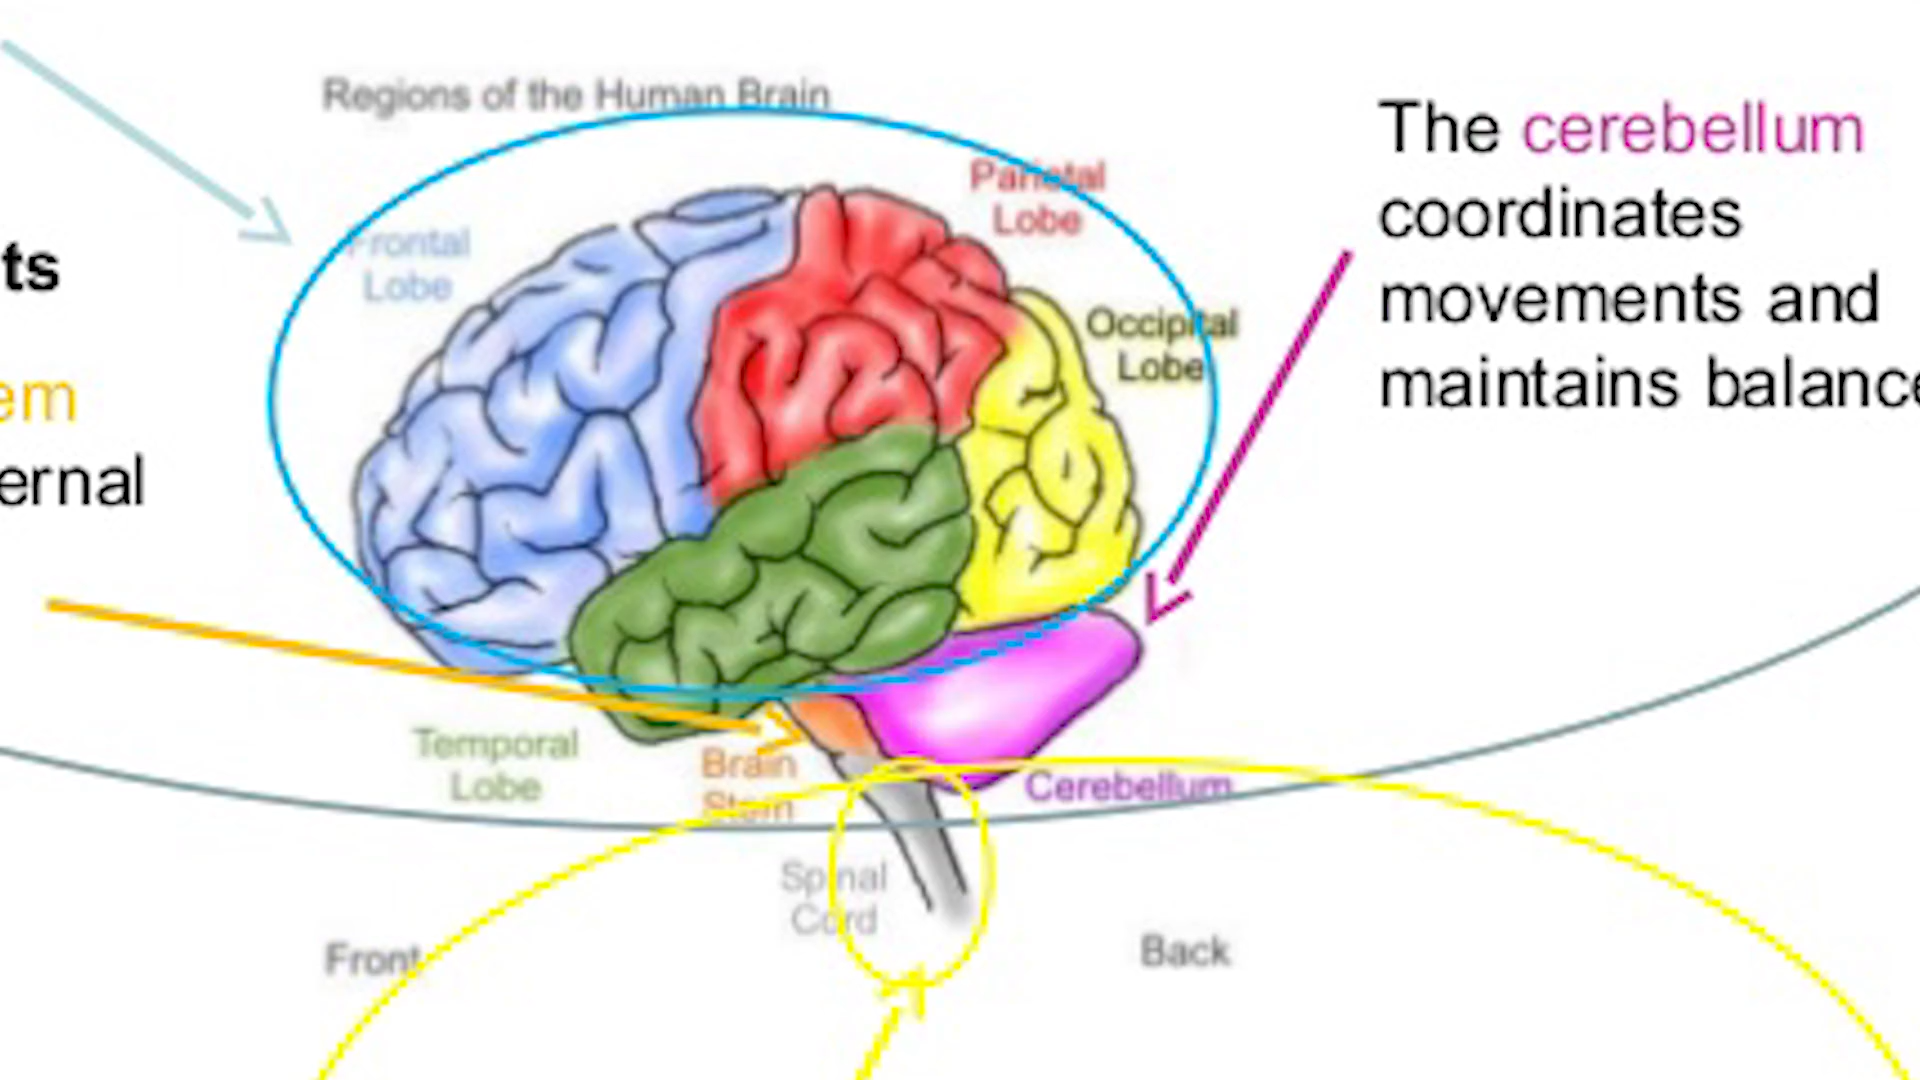 Regions of the Human Brain
Frontal
Lobe
Parietal
Lobe
Occipital
Lobe
Temporal
Lobe
Brain
Stem
Cerebellum
Spinal
Cord
Front
Back
The cerebellum
coordinates
movements and
maintains balance
ts
em
ernal